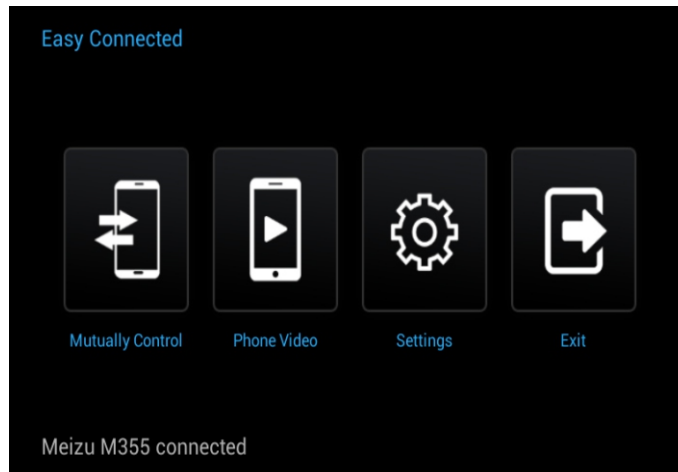 Easy Connected
Mutually Control Phone Video Settings Exit
Meizu M355 connected